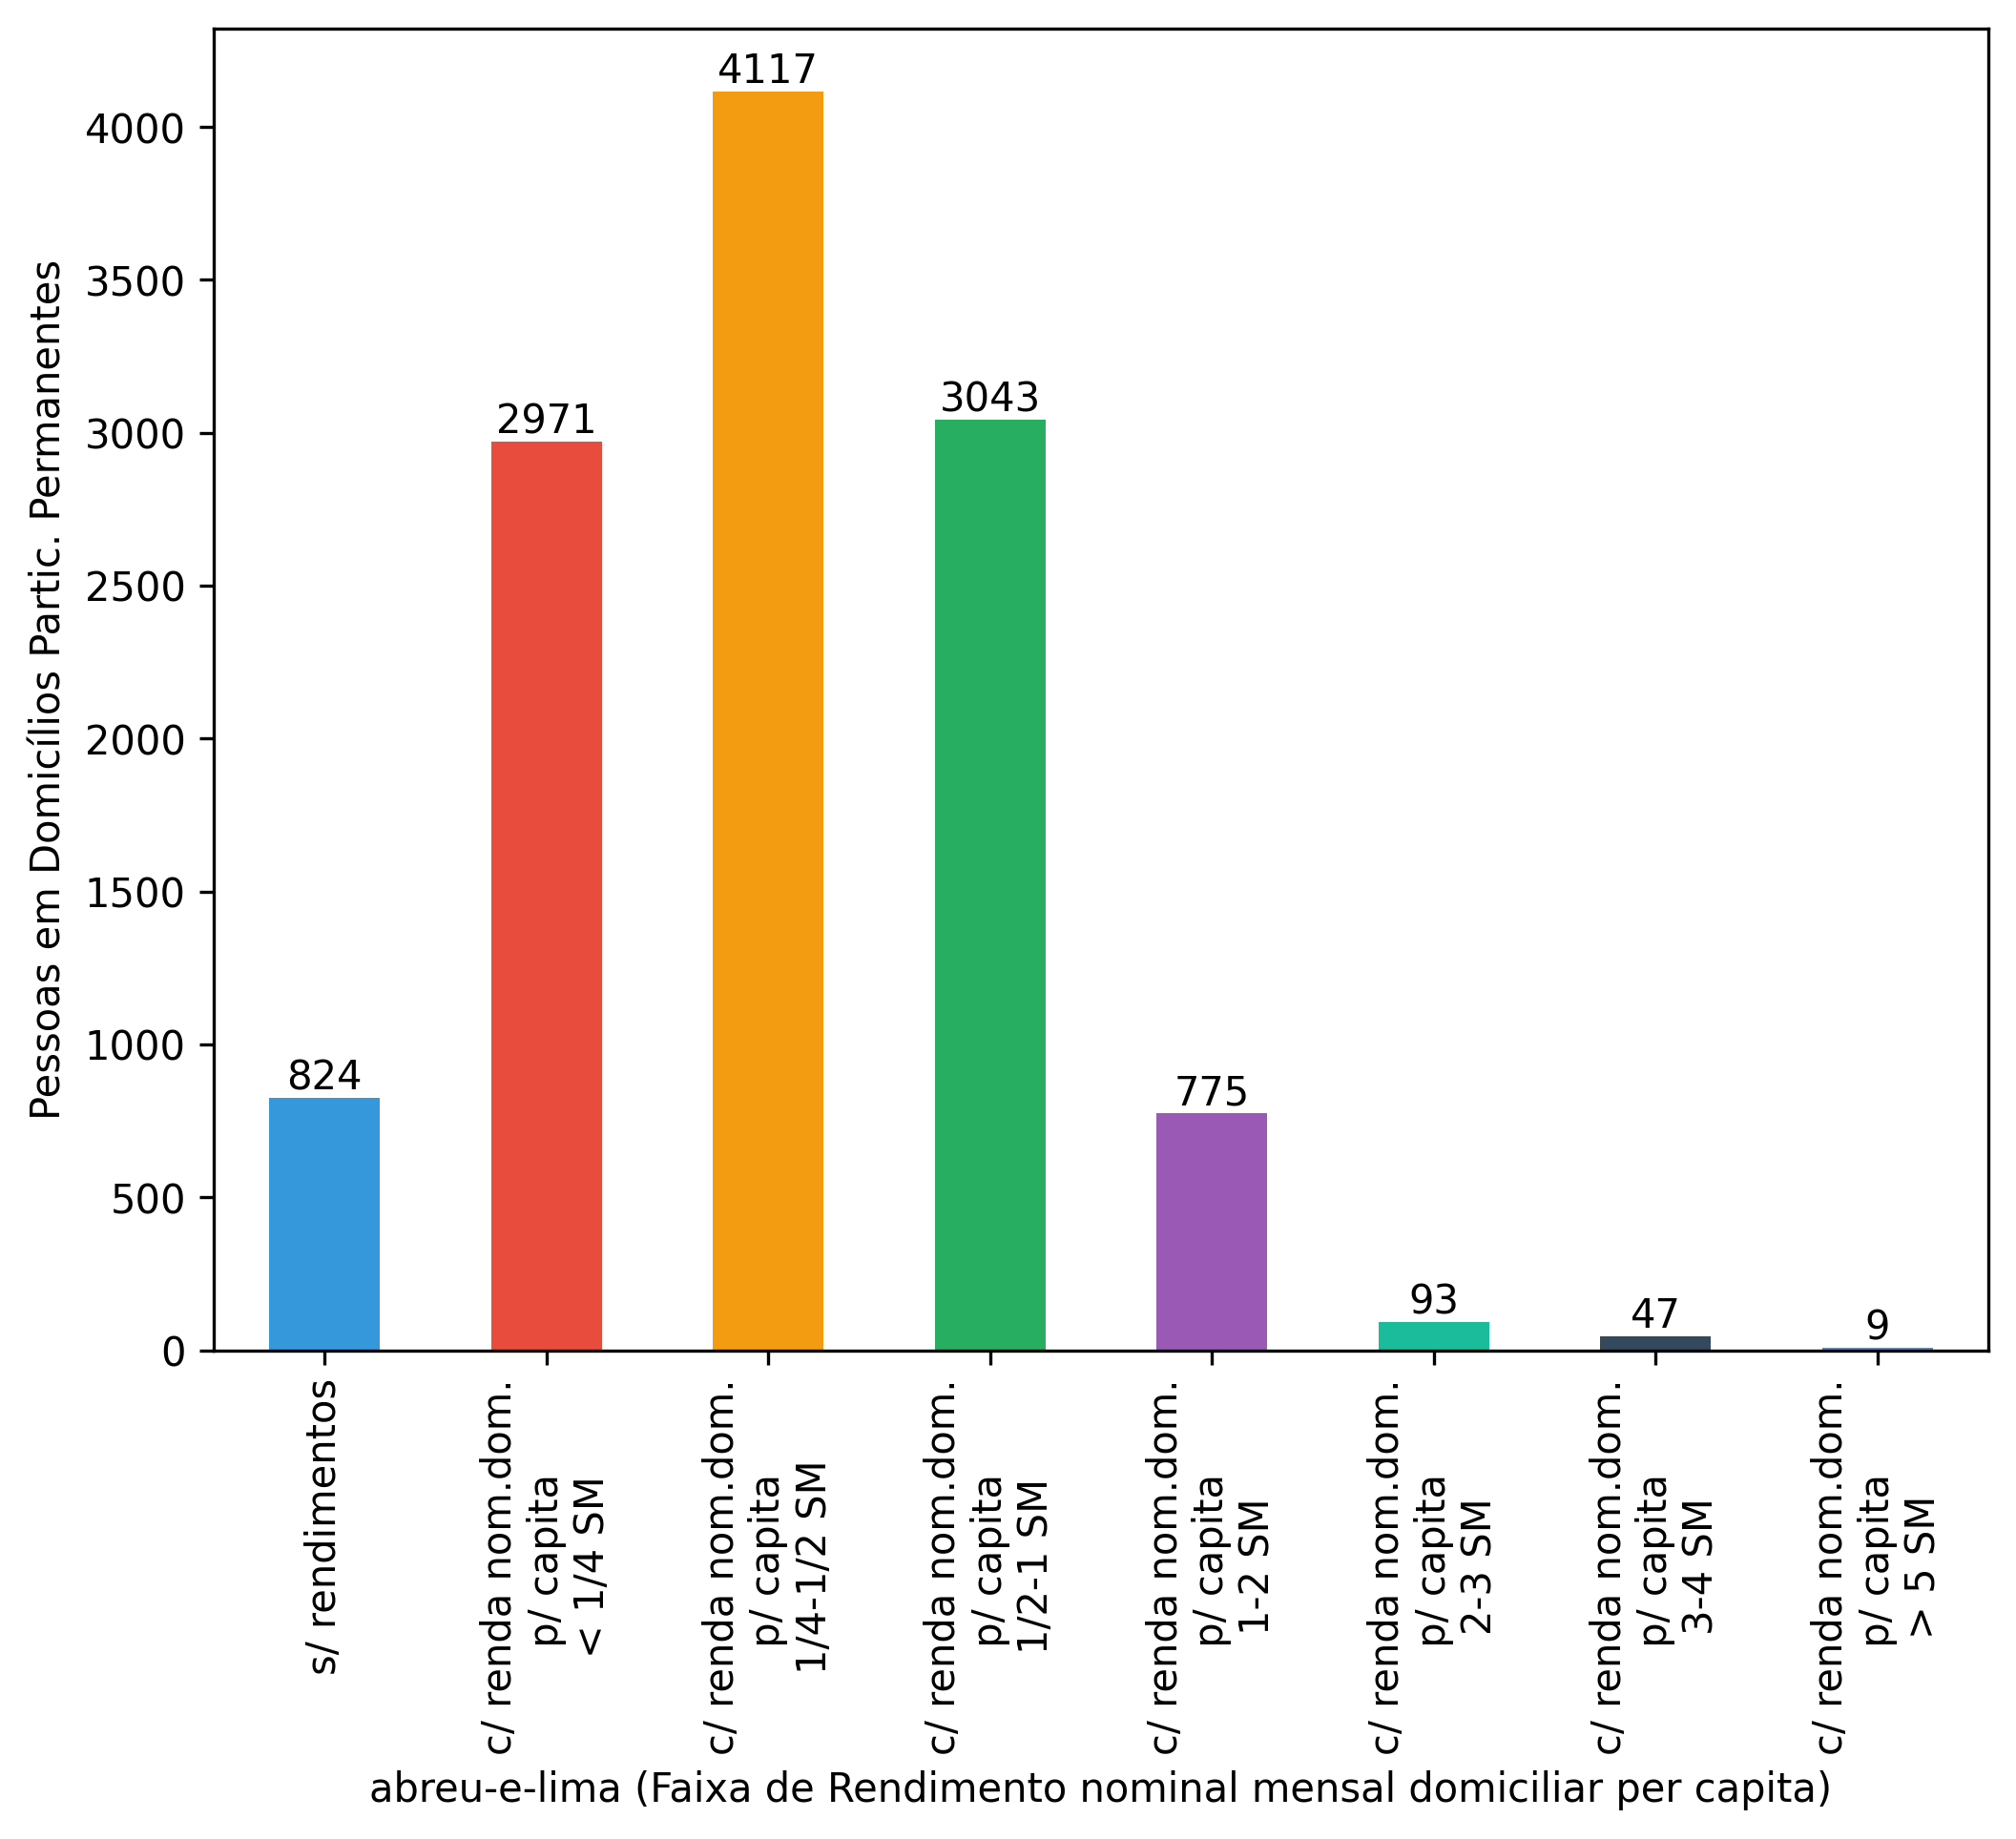 4117
4000
3500
3043
3000
2971
2500
2000
1500
1000
824
775
500
93
47
9
0
Pessoas em Domicílios Partic. Permanentes
s/ rendimentos
c/ renda nom.dom.
p/ capita
< 1/4 SM
c/ renda nom.dom.
p/ capita
1/4-1/2 SM
c/ renda nom.dom.
p/ capita
1/2-1 SM
c/ renda nom.dom.
p/ capita
1-2 SM
c/ renda nom.dom.
p/ capita
2-3 SM
c/ renda nom.dom.
p/ capita
3-4 SM
c/ renda nom.dom.
p/ capita
> 5 SM
abreu-e-lima (Faixa de Rendimento nominal mensal domiciliar per capita)